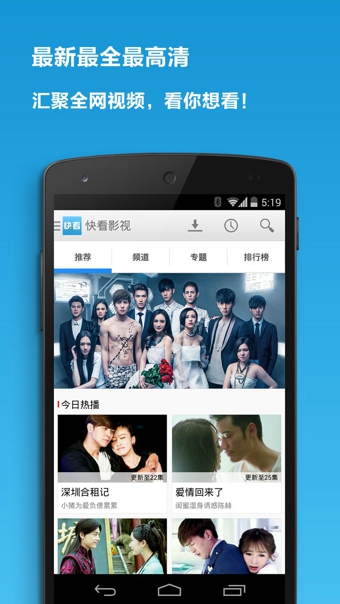 最新最全最高清
汇聚全网视频，看你想看！
5:19
快看 快看影视
推荐 频道 专题 排行榜
今日热播
更新至22集 更新至25集
深圳合租记 爱情回来了
小猪为爱负债累累 闺蜜湿身诱惑陈赫